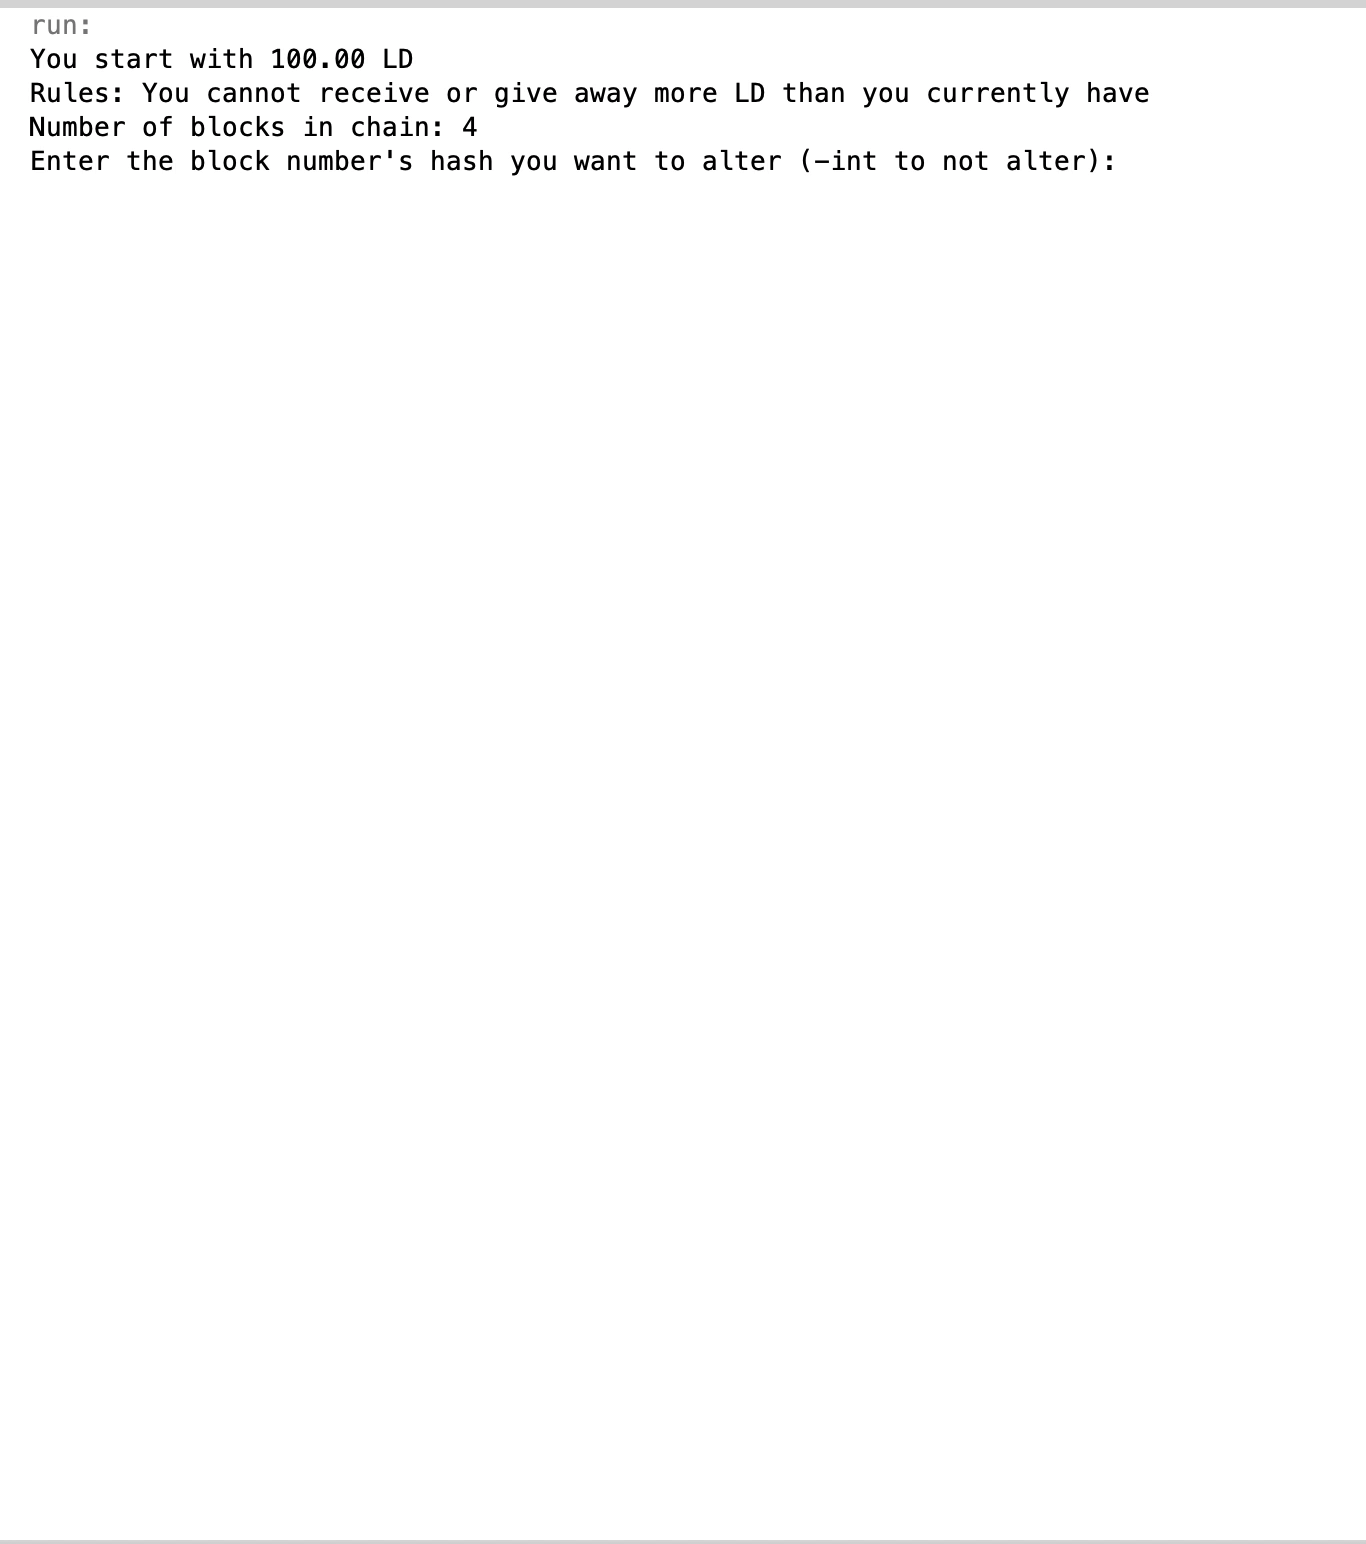 run:
You start with 100.00 LD
Rules: You cannot receive or give away more LD than you currently have
Number of blocks in chain: 4
Enter the block number's hash you want to alter (-int to not alter):